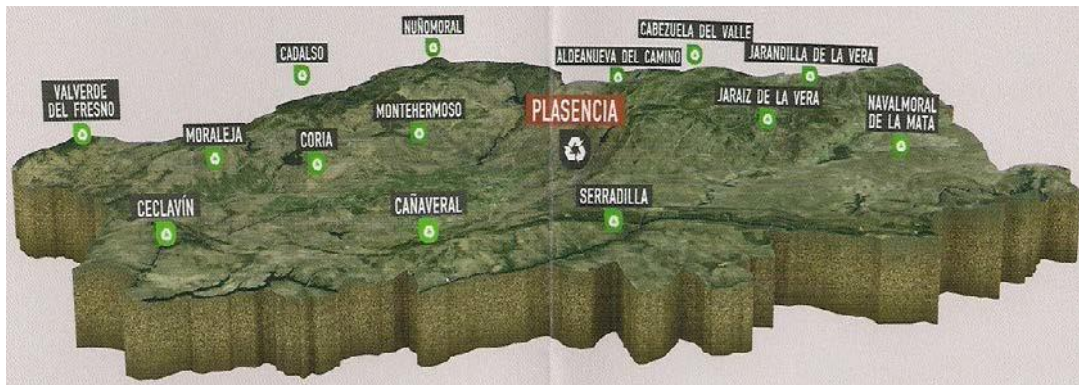 NUÑOMORAL
CABEZUELA DEL VALLE
CADALSO
ALDEANUEVA DEL CAMINO
JARANDILLA DE LA VERA
VALVERDE
DEL FRESNO
MORALEJA
CORIA
MONTEHERMOSO
PLASENCIA
JARAIZ DE LA VERA
NAVALMORAL
DE LA MATA
CECLAVÍN
CAÑAVERAL
SERRADILLA